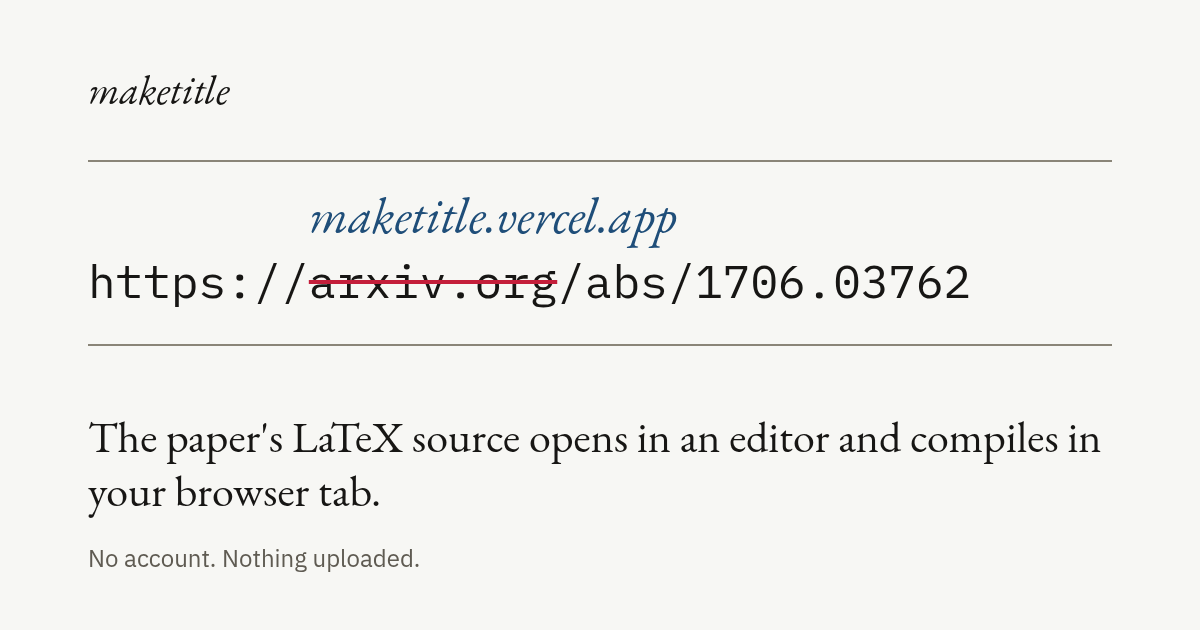 maketitle
maketitle.vercel.app
https://arxiv.org/abs/1706.03762
The paper's LaTeX source opens in an editor and compiles in
your browser tab.
No account. Nothing uploaded.